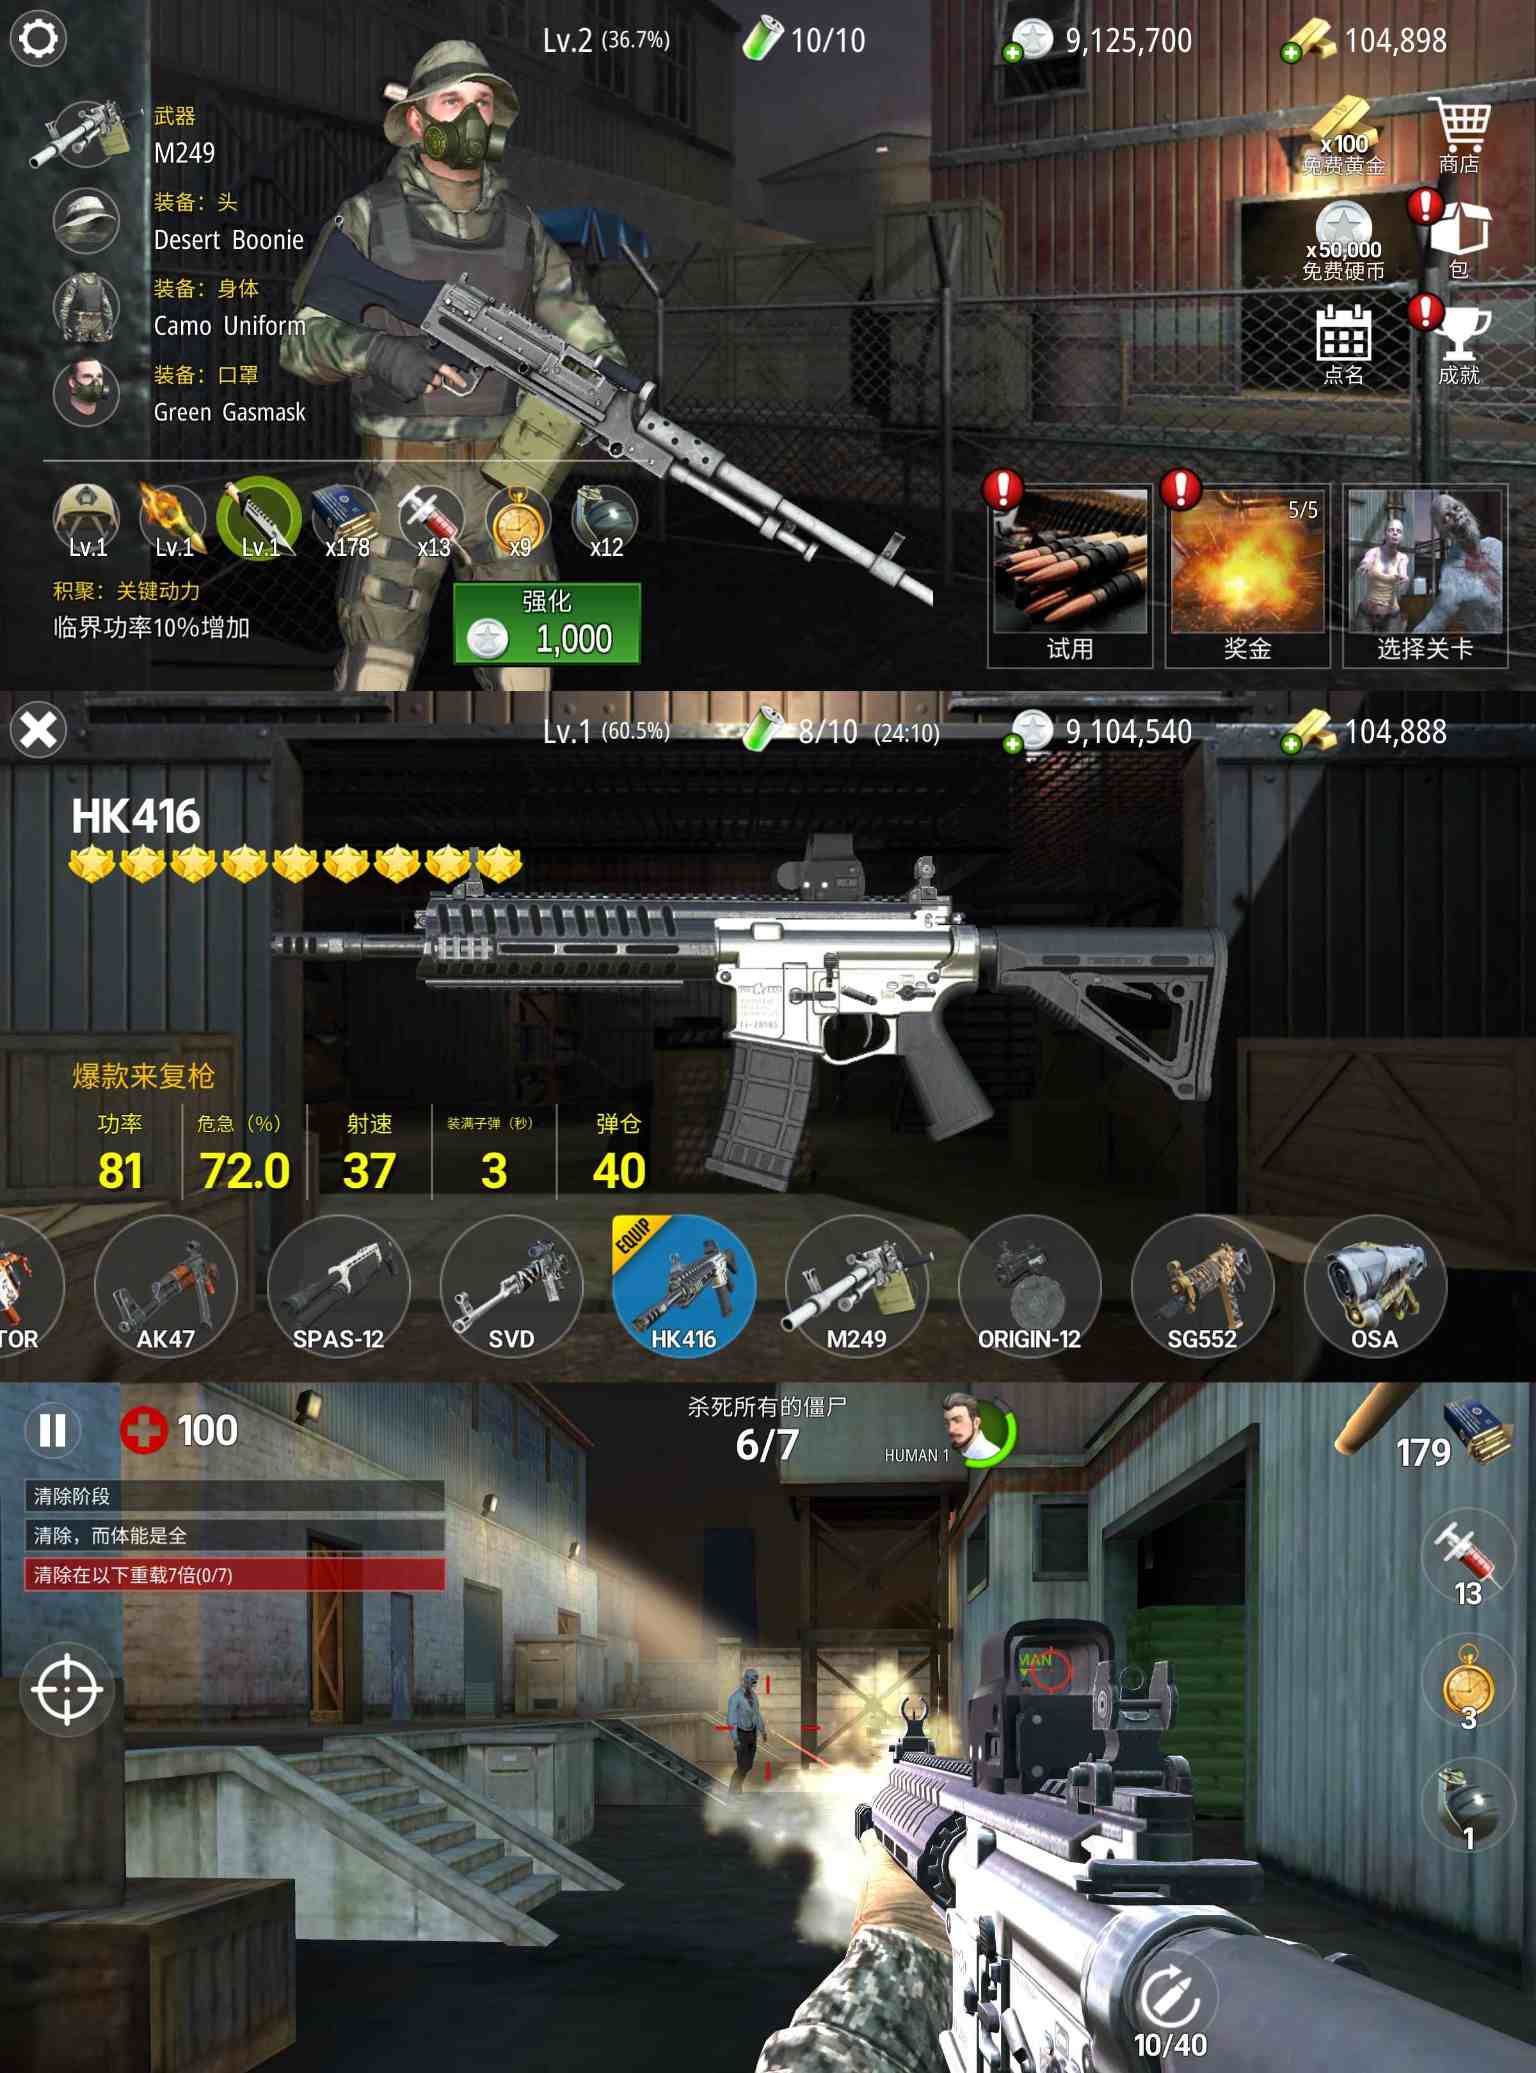 Lv.2 (36.7%)
10/10
9,125,700
104,898
武器
M249
装备：头
Desert Boonie
装备：身体
Camo Uniform
装备：口罩
Green Gasmask
x100
免费黄金
商店
x50,000
免费硬币
包
点名
成就
Lv.1
Lv.1
Lv.1
x178
x13
x9
x12
积聚：关键动力
临界功率10%增加
强化
1,000
试用
5/5
奖金
选择关卡
Lv.1 (60.5%)
8/10 (24:10)
9,104,540
104,888
HK416
爆款来复枪
功率
危急（%）
射速
装满子弹（秒）
弹仓
81
72.0
37
3
40
EQUIP
TOR
AK47
SPAS-12
SVD
HK416
M249
ORIGIN-12
SG552
OSA
100
杀死所有的僵尸
6/7
HUMAN 1
179
清除阶段
清除，而体能是全
清除在以下重载7倍(0/7)
13
MAN
3
1
10/40